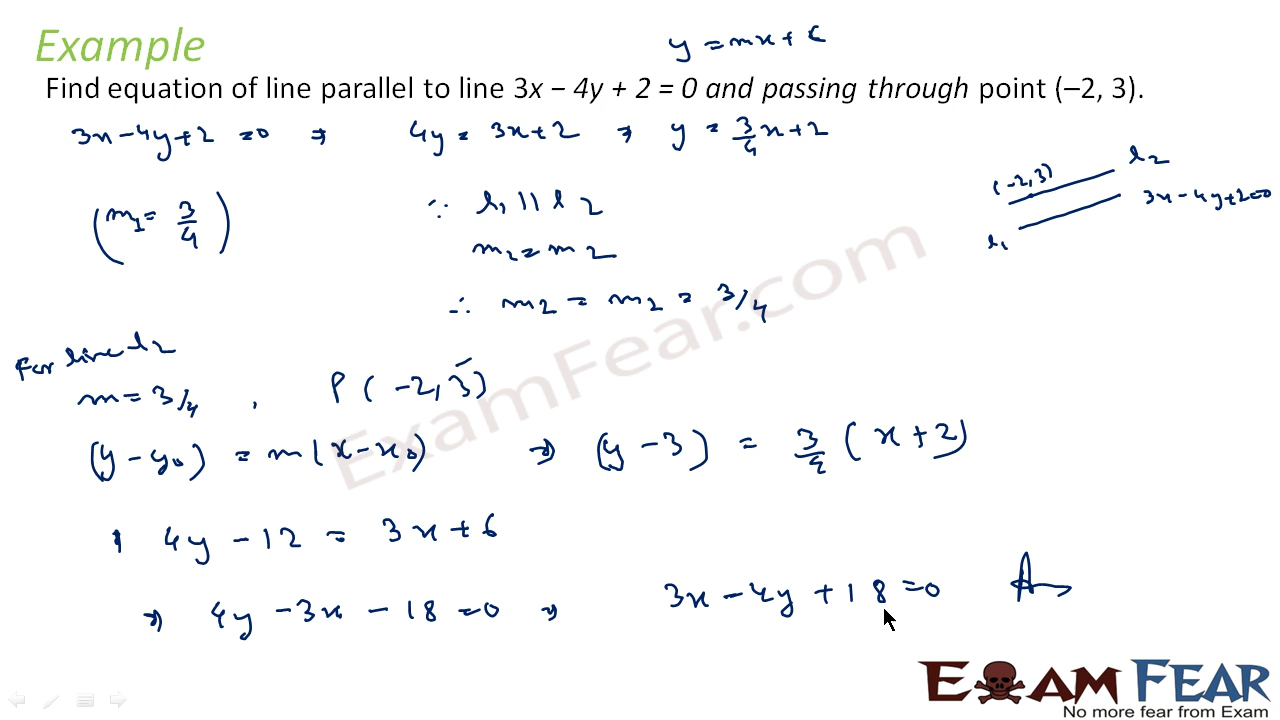 Example
y = mx + c
Find equation of line parallel to line 3x − 4y + 2 = 0 and passing through point (–2, 3).
3x - 4y + 2 = 0 ⇒ 4y = 3x + 2 ⇒ y = 3/4 x + 2
(-2, 3) l2
3x - 4y + 2 = 0
l1
(m1 = 3/4) ∵ l1 || l2
m2 = m2
∴ m2 = m2 = 3/4
For line l2
m = 3/4 , P (-2, 3)
(y - y0) = m(x - x0) ⇒ (y - 3) = 3/4 (x + 2)
4y - 12 = 3x + 6
⇒ 4y - 3x - 18 = 0 ⇒ 3x - 4y + 18 = 0 Ans
ExamFear.com
EXAM FEAR
No more fear from Exam